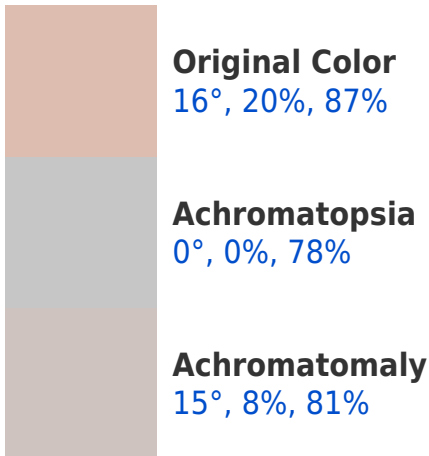 Original Color
16°, 20%, 87%
Achromatopsia
0°, 0%, 78%
Achromatomaly
15°, 8%, 81%